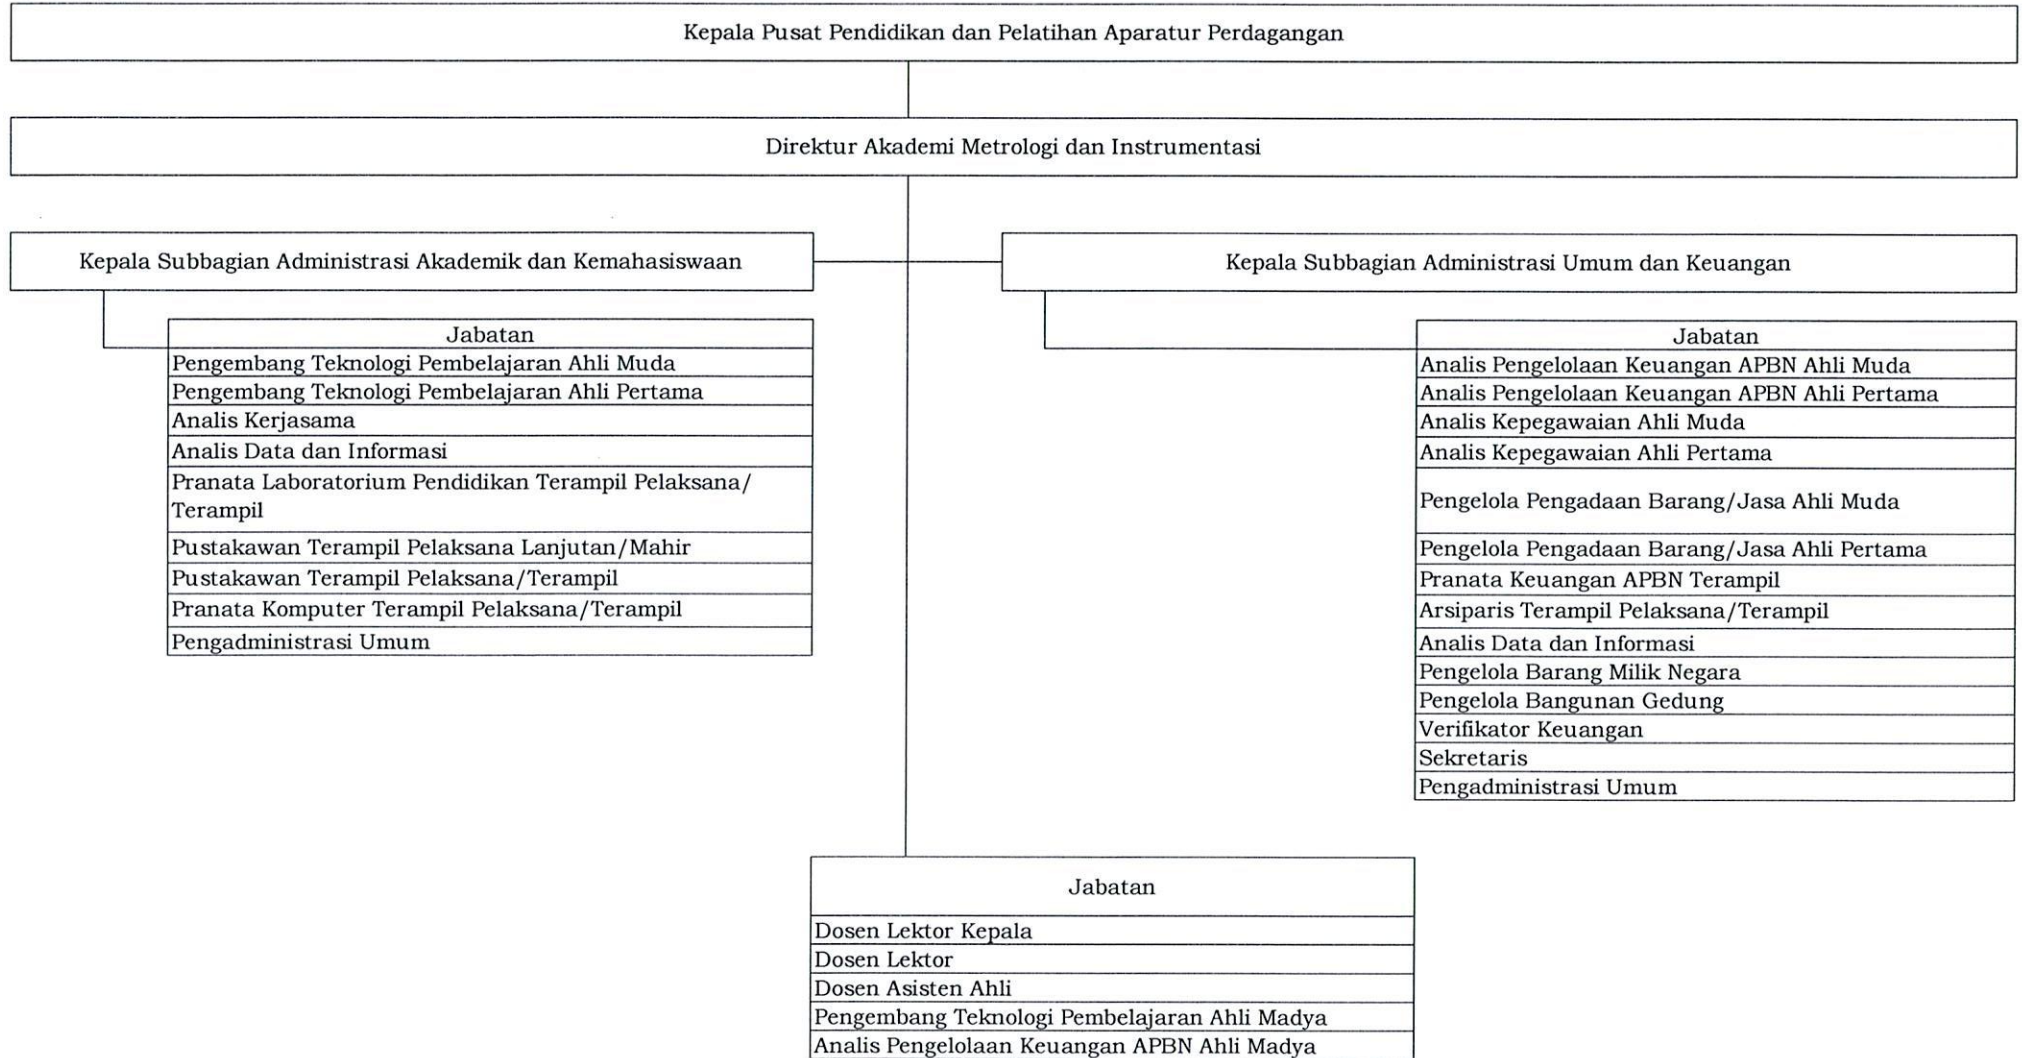 Kepala Pusat Pendidikan dan Pelatihan Aparatur Perdagangan
Direktur Akademi Metrologi dan Instrumentasi
Kepala Subbagian Administrasi Akademik dan Kemahasiswaan
Jabatan
Pengembang Teknologi Pembelajaran Ahli Muda
Pengembang Teknologi Pembelajaran Ahli Pertama
Analis Kerjasama
Analis Data dan Informasi
Pranata Laboratorium Pendidikan Terampil Pelaksana/
Terampil
Pustakawan Terampil Pelaksana Lanjutan/Mahir
Pustakawan Terampil Pelaksana/Terampil
Pranata Komputer Terampil Pelaksana/Terampil
Pengadministrasi Umum
Kepala Subbagian Administrasi Umum dan Keuangan
Jabatan
Analis Pengelolaan Keuangan APBN Ahli Muda
Analis Pengelolaan Keuangan APBN Ahli Pertama
Analis Kepegawaian Ahli Muda
Analis Kepegawaian Ahli Pertama
Pengelola Pengadaan Barang/Jasa Ahli Muda
Pengelola Pengadaan Barang/Jasa Ahli Pertama
Pranata Keuangan APBN Terampil
Arsiparis Terampil Pelaksana/Terampil
Analis Data dan Informasi
Pengelola Barang Milik Negara
Pengelola Bangunan Gedung
Verifikator Keuangan
Sekretaris
Pengadministrasi Umum
Jabatan
Dosen Lektor Kepala
Dosen Lektor
Dosen Asisten Ahli
Pengembang Teknologi Pembelajaran Ahli Madya
Analis Pengelolaan Keuangan APBN Ahli Madya